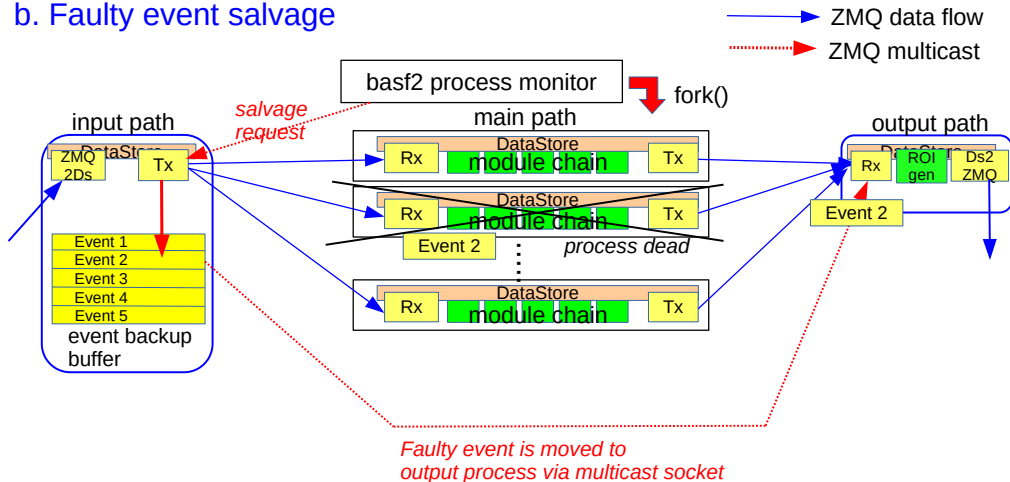 b. Faulty event salvage
ZMQ data flow
ZMQ multicast
basf2 process monitor
fork()
salvage
request
input path
main path
output path
DataStore
ZMQ
2Ds
Tx
Event 1
Event 2
Event 3
Event 4
Event 5
event backup
buffer
DataStore
Rx
module chain
Tx
DataStore
Rx
module chain
Tx
Event 2
process dead
DataStore
Rx
module chain
Tx
DataStore
Rx
ROI
gen
Ds2
ZMQ
Event 2
Faulty event is moved to
output process via multicast socket